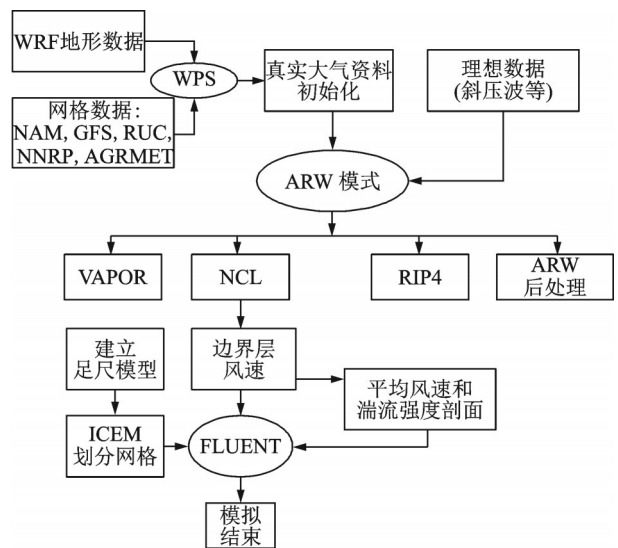 WRF地形数据
WPS
网格数据:
NAM, GFS, RUC,
NNRP, AGRMET
真实大气资料
初始化
理想数据
(斜压波等)
ARW 模式
VAPOR
NCL
RIP4
ARW
后处理
建立
足尺模型
边界层
风速
平均风速和
湍流强度剖面
ICEM
划分网格
FLUENT
模拟
结束